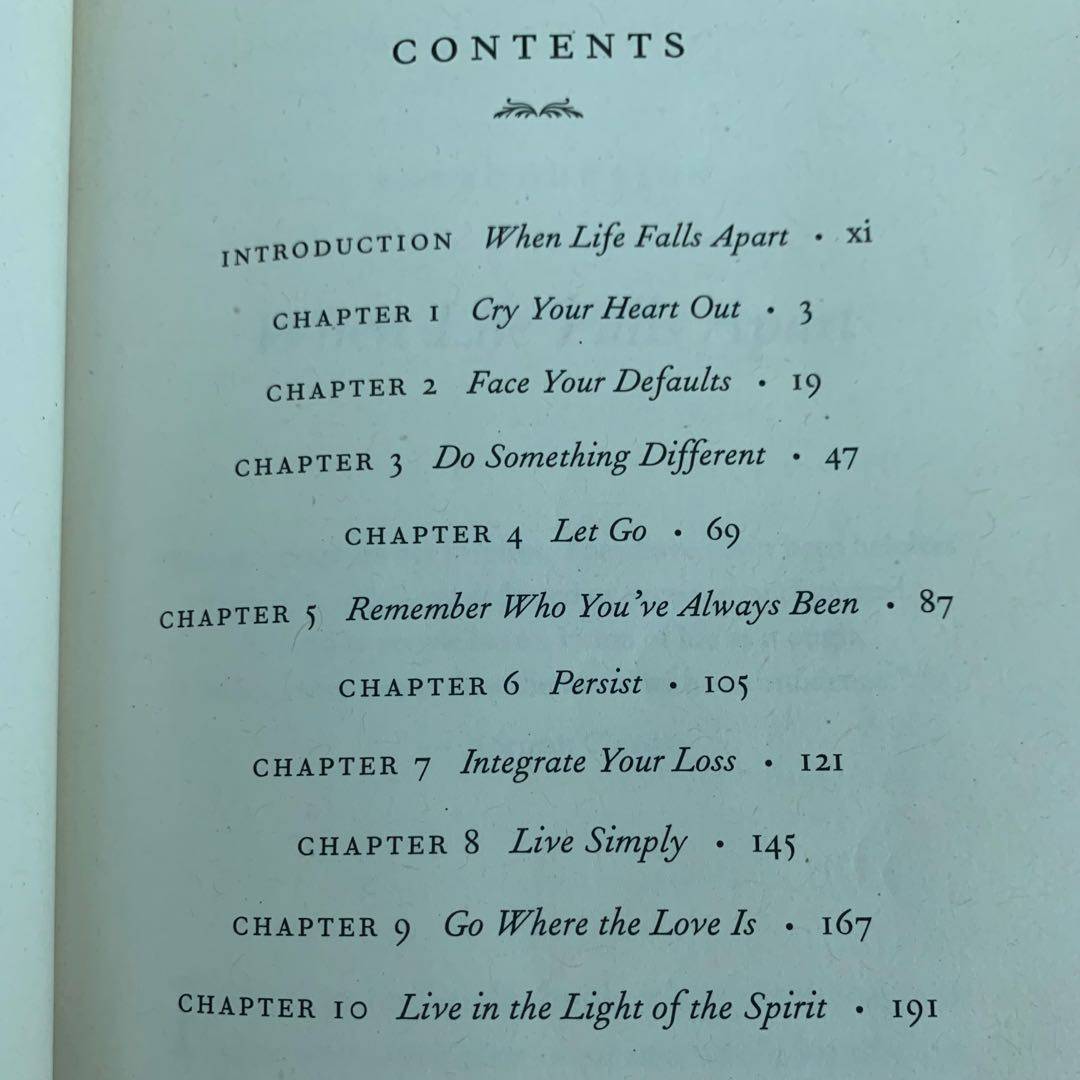 CONTENTS
INTRODUCTION When Life Falls Apart • xi
CHAPTER 1 Cry Your Heart Out • 3
CHAPTER 2 Face Your Defaults • 19
CHAPTER 3 Do Something Different • 47
CHAPTER 4 Let Go • 69
CHAPTER 5 Remember Who You've Always Been • 87
CHAPTER 6 Persist • 105
CHAPTER 7 Integrate Your Loss • 121
CHAPTER 8 Live Simply • 145
CHAPTER 9 Go Where the Love Is • 167
CHAPTER 10 Live in the Light of the Spirit • 191